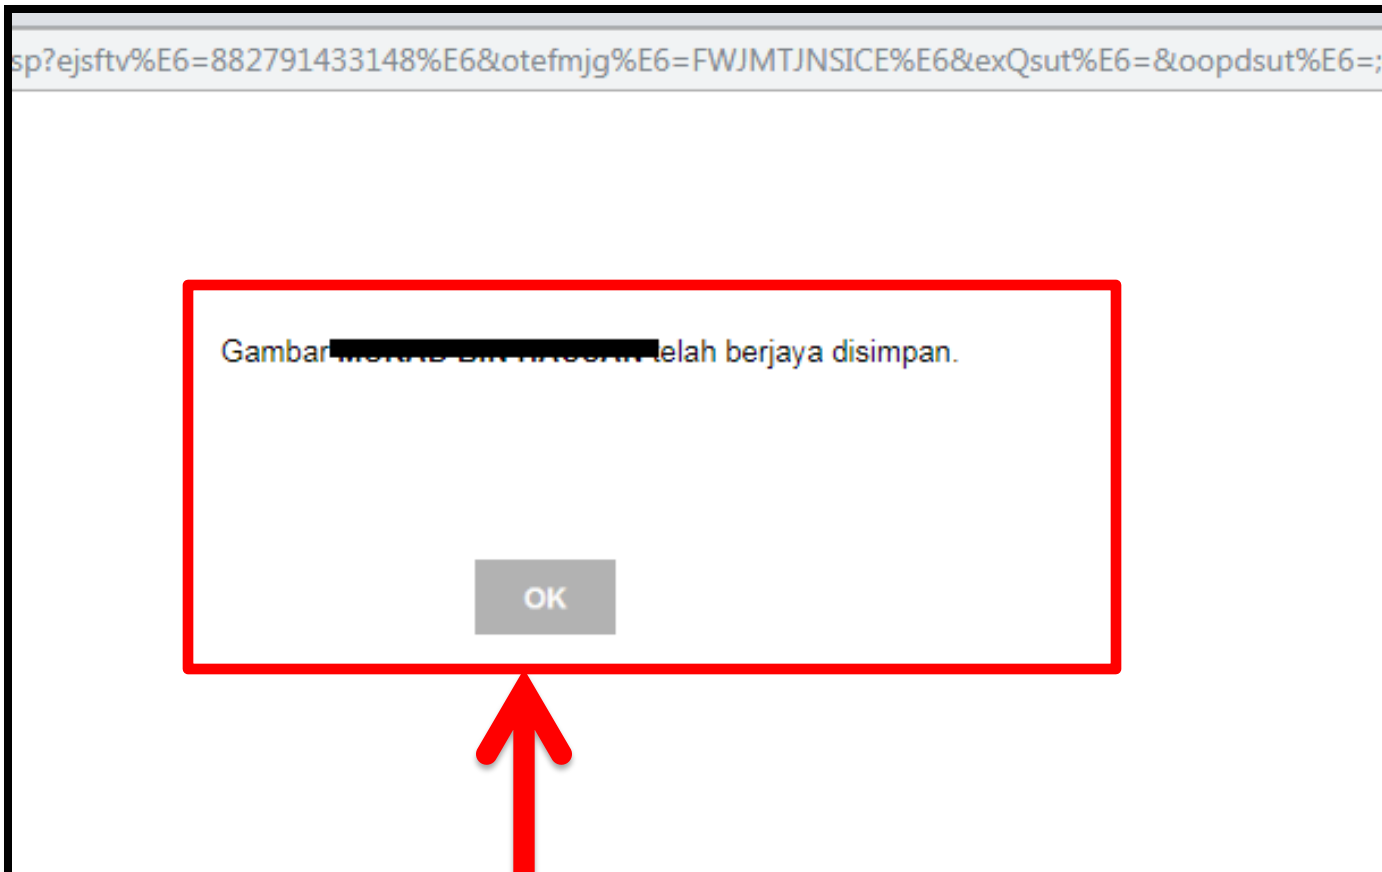 sp?ejsftv%E6=882791433148%E6&otefmjg%E6=FWJMTJNSICE%E6&exQsut%E6=&oopdsut%E6=;
Gambar telah berjaya disimpan.
OK